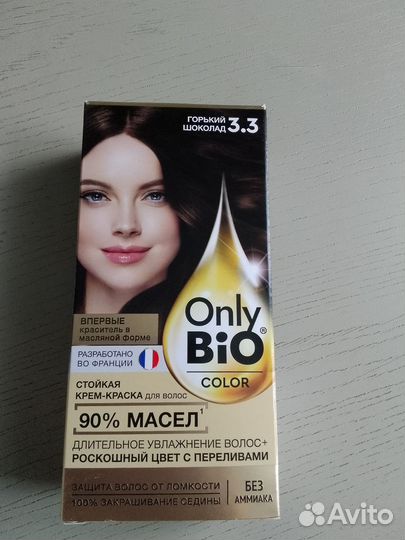 ГОРЬКИЙ
ШОКОЛАД 3.3
Only
BiO®
COLOR
ВПЕРВЫЕ
краситель в
масляной форме
РАЗРАБОТАНО
ВО ФРАНЦИИ
СТОЙКАЯ
КРЕМ-КРАСКА для волос
90% МАСЕЛ¹
ДЛИТЕЛЬНОЕ УВЛАЖНЕНИЕ ВОЛОС+
РОСКОШНЫЙ ЦВЕТ С ПЕРЕЛИВАМИ
ЗАЩИТА ВОЛОС ОТ ЛОМКОСТИ
100% ЗАКРАШИВАНИЕ СЕДИНЫ
БЕЗ
АММИАКА
Avito